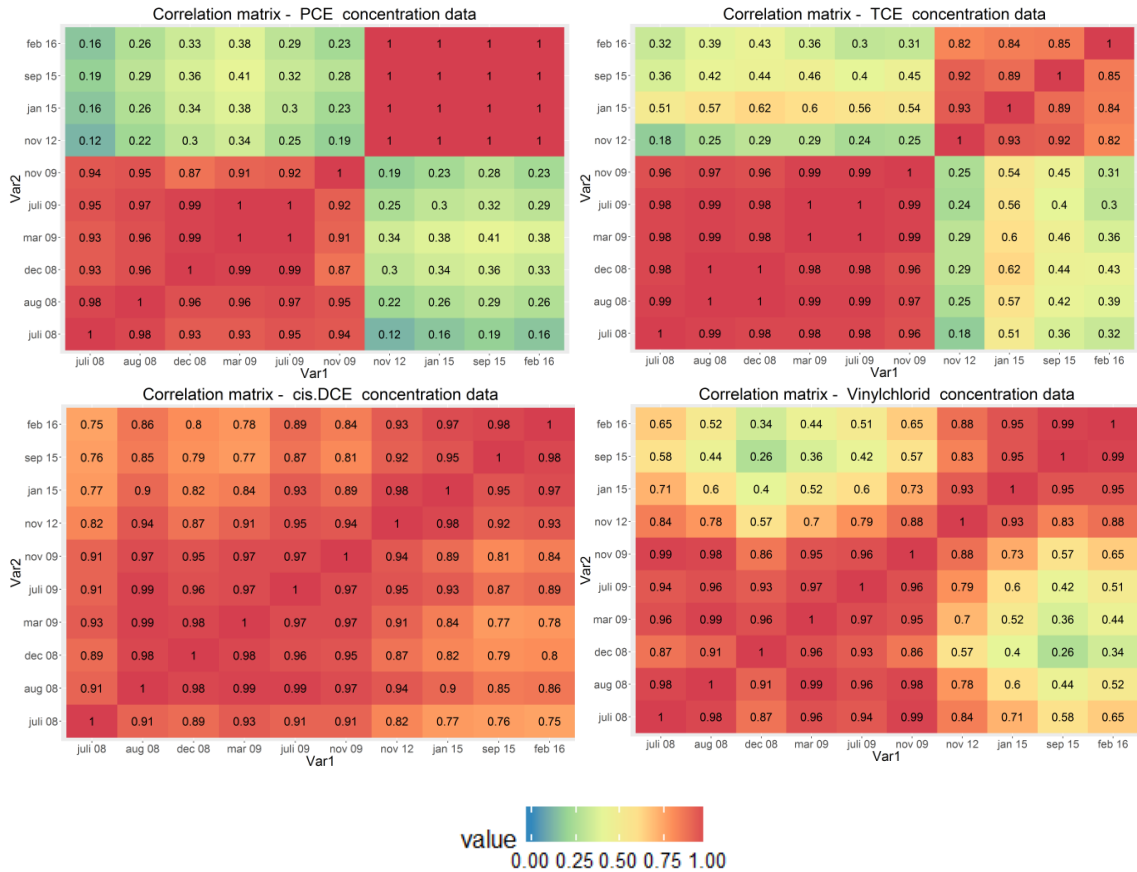 Correlation matrix - PCE concentration data
feb 16 0.16 0.26 0.33 0.38 0.29 0.23 1 1 1 1
sep 15 0.19 0.29 0.36 0.41 0.32 0.28 1 1 1 1
jan 15 0.16 0.26 0.34 0.38 0.3 0.23 1 1 1 1
nov 12 0.12 0.22 0.3 0.34 0.25 0.19 1 1 1 1
nov 09 0.94 0.95 0.87 0.91 0.92 1 0.19 0.23 0.28 0.23
juli 09 0.95 0.97 0.99 1 1 0.92 0.25 0.3 0.32 0.29
mar 09 0.93 0.96 0.99 1 1 0.91 0.34 0.38 0.41 0.38
dec 08 0.93 0.96 1 0.99 0.99 0.87 0.3 0.34 0.36 0.33
aug 08 0.98 1 0.96 0.96 0.97 0.95 0.22 0.26 0.29 0.26
juli 08 1 0.98 0.93 0.93 0.95 0.94 0.12 0.16 0.19 0.16
juli 08 aug 08 dec 08 mar 09 juli 09 nov 09 nov 12 jan 15 sep 15 feb 16
Var1
Var2
Correlation matrix - TCE concentration data
feb 16 0.32 0.39 0.43 0.36 0.3 0.31 0.82 0.84 0.85 1
sep 15 0.36 0.42 0.44 0.46 0.4 0.45 0.92 0.89 1 0.85
jan 15 0.51 0.57 0.62 0.6 0.56 0.54 0.93 1 0.89 0.84
nov 12 0.18 0.25 0.29 0.29 0.24 0.25 1 0.93 0.92 0.82
nov 09 0.96 0.97 0.96 0.99 0.99 1 0.25 0.54 0.45 0.31
juli 09 0.98 0.99 0.98 1 1 0.99 0.24 0.56 0.4 0.3
mar 09 0.98 0.99 0.98 1 1 0.99 0.29 0.6 0.46 0.36
dec 08 0.98 1 1 0.98 0.98 0.96 0.29 0.62 0.44 0.43
aug 08 0.99 1 1 0.99 0.99 0.97 0.25 0.57 0.42 0.39
juli 08 1 0.99 0.98 0.98 0.98 0.96 0.18 0.51 0.36 0.32
juli 08 aug 08 dec 08 mar 09 juli 09 nov 09 nov 12 jan 15 sep 15 feb 16
Var1
Var2
Correlation matrix - cis.DCE concentration data
feb 16 0.75 0.86 0.8 0.78 0.89 0.84 0.93 0.97 0.98 1
sep 15 0.76 0.85 0.79 0.77 0.87 0.81 0.92 0.95 1 0.98
jan 15 0.77 0.9 0.82 0.84 0.93 0.89 0.98 1 0.95 0.97
nov 12 0.82 0.94 0.87 0.91 0.95 0.94 1 0.98 0.92 0.93
nov 09 0.91 0.97 0.95 0.97 0.97 1 0.94 0.89 0.81 0.84
juli 09 0.91 0.99 0.96 0.97 1 0.97 0.95 0.93 0.87 0.89
mar 09 0.93 0.99 0.98 1 0.97 0.97 0.91 0.84 0.77 0.78
dec 08 0.89 0.98 1 0.98 0.96 0.95 0.87 0.82 0.79 0.8
aug 08 0.91 1 0.98 0.99 0.99 0.97 0.94 0.9 0.85 0.86
juli 08 1 0.91 0.89 0.93 0.91 0.91 0.82 0.77 0.76 0.75
juli 08 aug 08 dec 08 mar 09 juli 09 nov 09 nov 12 jan 15 sep 15 feb 16
Var1
Var2
Correlation matrix - Vinylchlorid concentration data
feb 16 0.65 0.52 0.34 0.44 0.51 0.65 0.88 0.95 0.99 1
sep 15 0.58 0.44 0.26 0.36 0.42 0.57 0.83 0.95 1 0.99
jan 15 0.71 0.6 0.4 0.52 0.6 0.73 0.93 1 0.95 0.95
nov 12 0.84 0.78 0.57 0.7 0.79 0.88 1 0.93 0.83 0.88
nov 09 0.99 0.98 0.86 0.95 0.96 1 0.88 0.73 0.57 0.65
juli 09 0.94 0.96 0.93 0.97 1 0.96 0.79 0.6 0.42 0.51
mar 09 0.96 0.99 0.96 1 0.97 0.95 0.7 0.52 0.36 0.44
dec 08 0.87 0.91 1 0.96 0.93 0.86 0.57 0.4 0.26 0.34
aug 08 0.98 1 0.91 0.99 0.96 0.98 0.78 0.6 0.44 0.52
juli 08 1 0.98 0.87 0.96 0.94 0.99 0.84 0.71 0.58 0.65
juli 08 aug 08 dec 08 mar 09 juli 09 nov 09 nov 12 jan 15 sep 15 feb 16
Var1
Var2
value
0.00 0.25 0.50 0.75 1.00